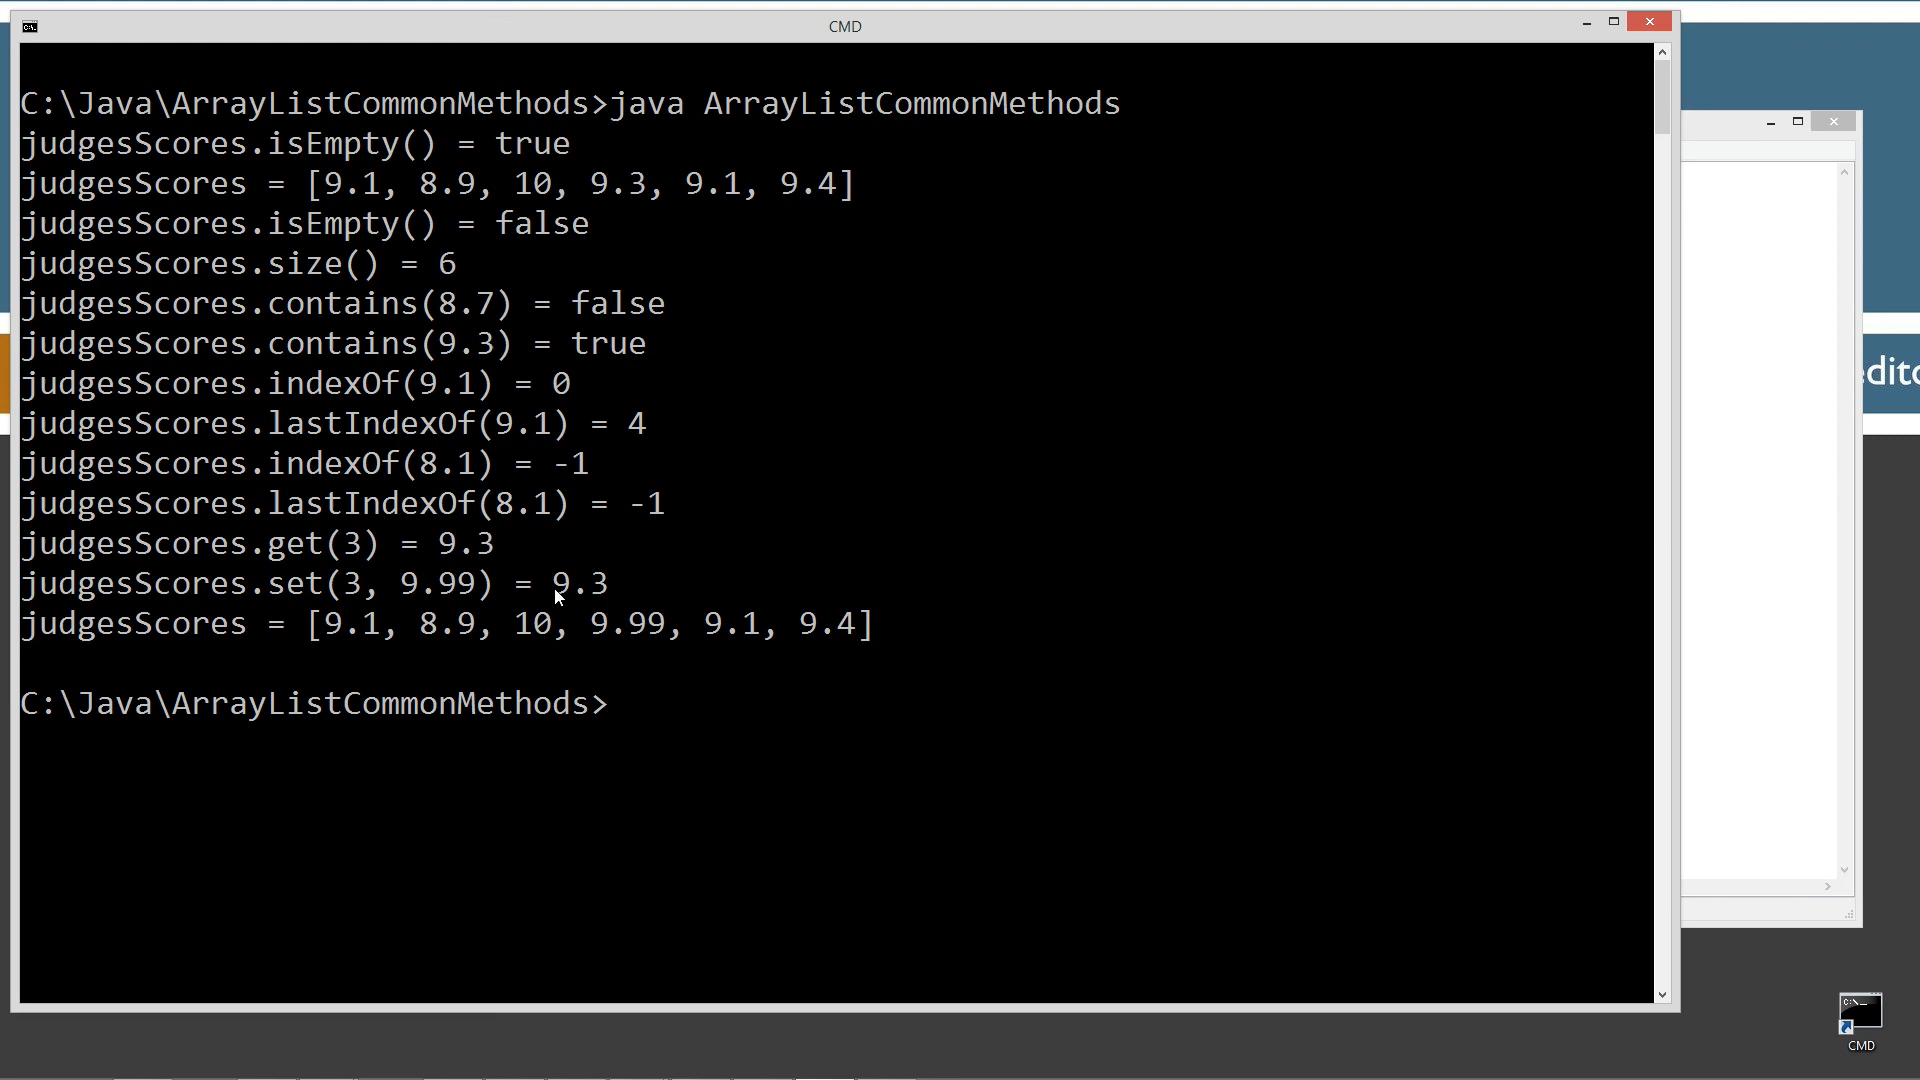 CMD
C:\Java\ArrayListCommonMethods>java ArrayListCommonMethods
judgesScores.isEmpty() = true
judgesScores = [9.1, 8.9, 10, 9.3, 9.1, 9.4]
judgesScores.isEmpty() = false
judgesScores.size() = 6
judgesScores.contains(8.7) = false
judgesScores.contains(9.3) = true
judgesScores.indexOf(9.1) = 0
judgesScores.lastIndexOf(9.1) = 4
judgesScores.indexOf(8.1) = -1
judgesScores.lastIndexOf(8.1) = -1
judgesScores.get(3) = 9.3
judgesScores.set(3, 9.99) = 9.3
judgesScores = [9.1, 8.9, 10, 9.99, 9.1, 9.4]
C:\Java\ArrayListCommonMethods>
CMD